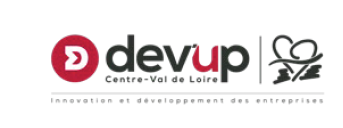 dev'up
Centre-Val de Loire
Innovation et développement des entreprises